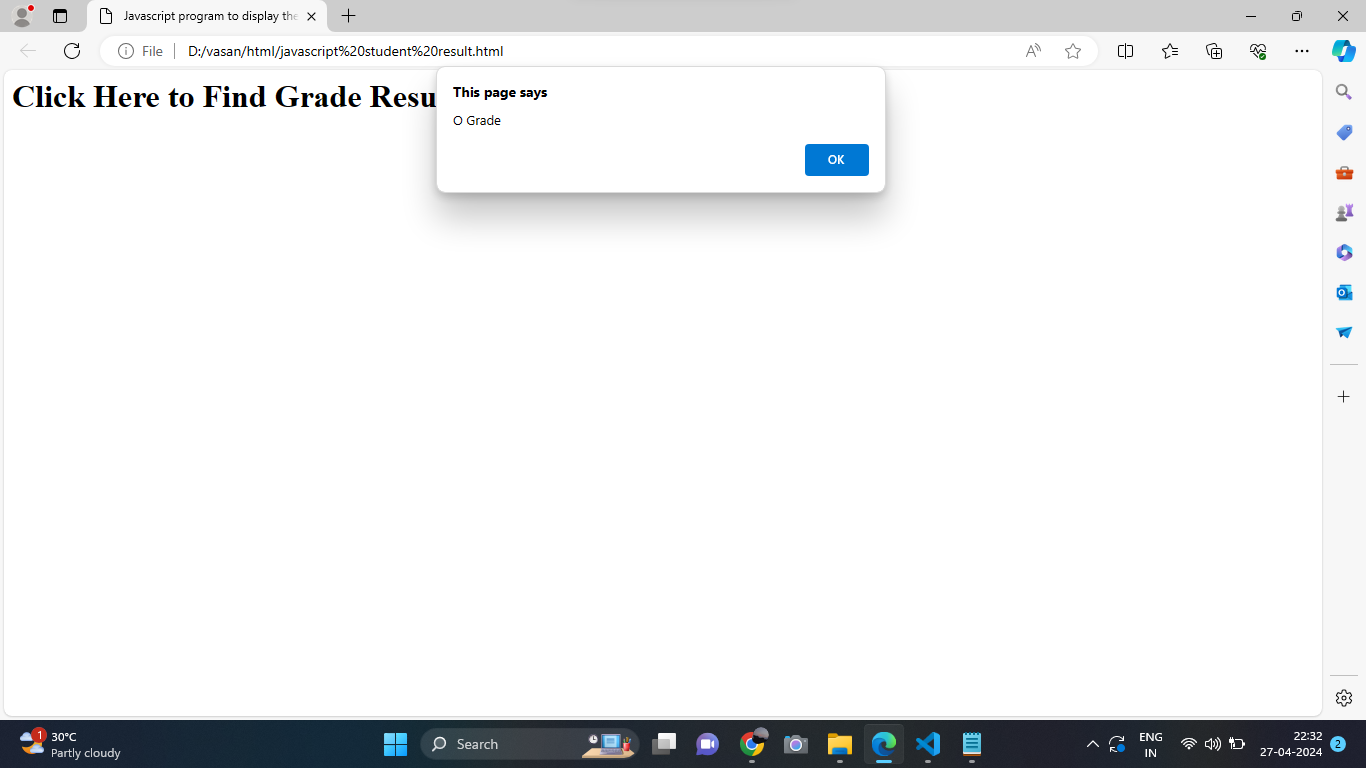 Javascript program to display the
File
D:/vasan/html/javascript%20student%20result.html
This page says
O Grade
OK
Click Here to Find Grade Resu
1
30°C
Partly cloudy
Search
ENG
IN
22:32
27-04-2024
2